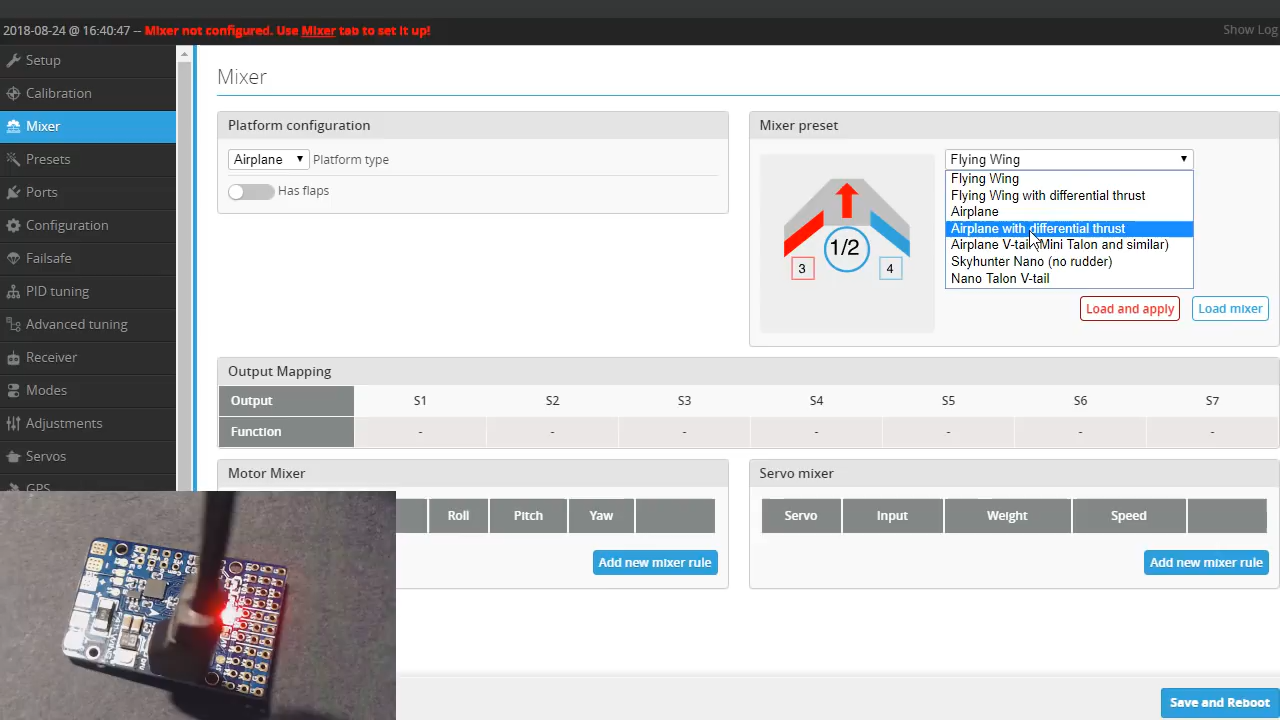 2018-08-24 @ 16:40:47 -- Mixer not configured. Use Mixer tab to set it up!
Show Log
Setup
Calibration
Mixer
Presets
Ports
Configuration
Failsafe
PID tuning
Advanced tuning
Receiver
Modes
Adjustments
Servos
GPS
Mixer
Platform configuration
Airplane
Platform type
Has flaps
Mixer preset
1/2
3
4
Flying Wing
Flying Wing
Flying Wing with differential thrust
Airplane
Airplane with differential thrust
Airplane V-tail (Mini Talon and similar)
Skyhunter Nano (no rudder)
Nano Talon V-tail
Load and apply
Load mixer
Output Mapping
Output S1 S2 S3 S4 S5 S6 S7
Function - - - - - - -
Motor Mixer
Roll Pitch Yaw
Add new mixer rule
Servo mixer
Servo Input Weight Speed
Add new mixer rule
Save and Reboot